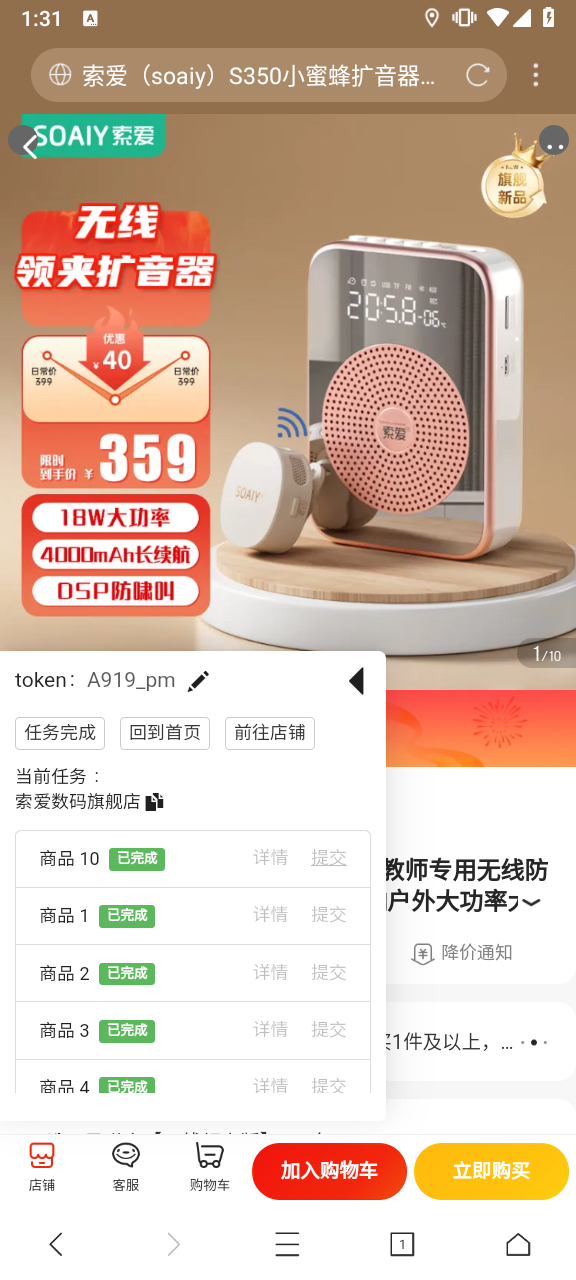 1:31
A
索爱（soaiy）S350小蜜蜂扩音器...
SOAIY索爱
旗舰
新品
无线
领夹扩音器
优惠
¥40
日常价
399
日常价
399
限时
到手价 ¥ 359
18W大功率
4000mAh长续航
DSP防啸叫
USB TF FM
20:58-06℃
索爱
SOAIY
1/10
token： A919_pm
任务完成
回到首页
前往店铺
当前任务：
索爱数码旗舰店
商品 10 已完成 详情 提交
商品 1 已完成 详情 提交
商品 2 已完成 详情 提交
商品 3 已完成 详情 提交
商品 4 已完成 详情 提交
教师专用无线防
户外大功率
降价通知
买1件及以上，...
店铺
客服
购物车
加入购物车
立即购买
1